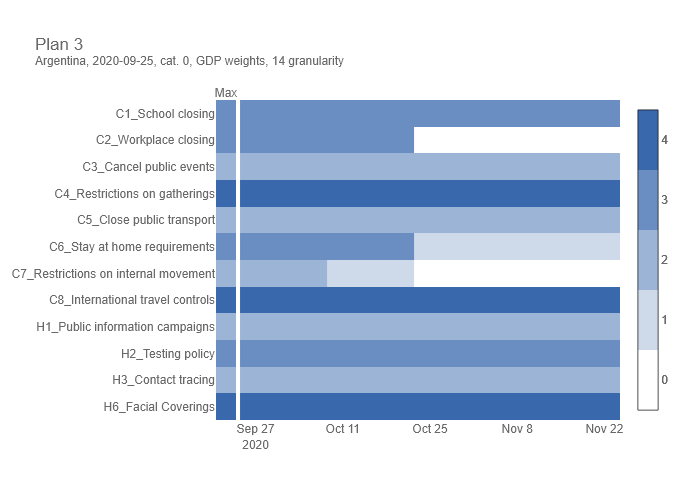 Plan 3
Argentina, 2020-09-25, cat. 0, GDP weights, 14 granularity
Max
C1_School closing
C2_Workplace closing
C3_Cancel public events
C4_Restrictions on gatherings
C5_Close public transport
C6_Stay at home requirements
C7_Restrictions on internal movement
C8_International travel controls
H1_Public information campaigns
H2_Testing policy
H3_Contact tracing
H6_Facial Coverings
Sep 27 Oct 11 Oct 25 Nov 8 Nov 22
2020
4
3
2
1
0